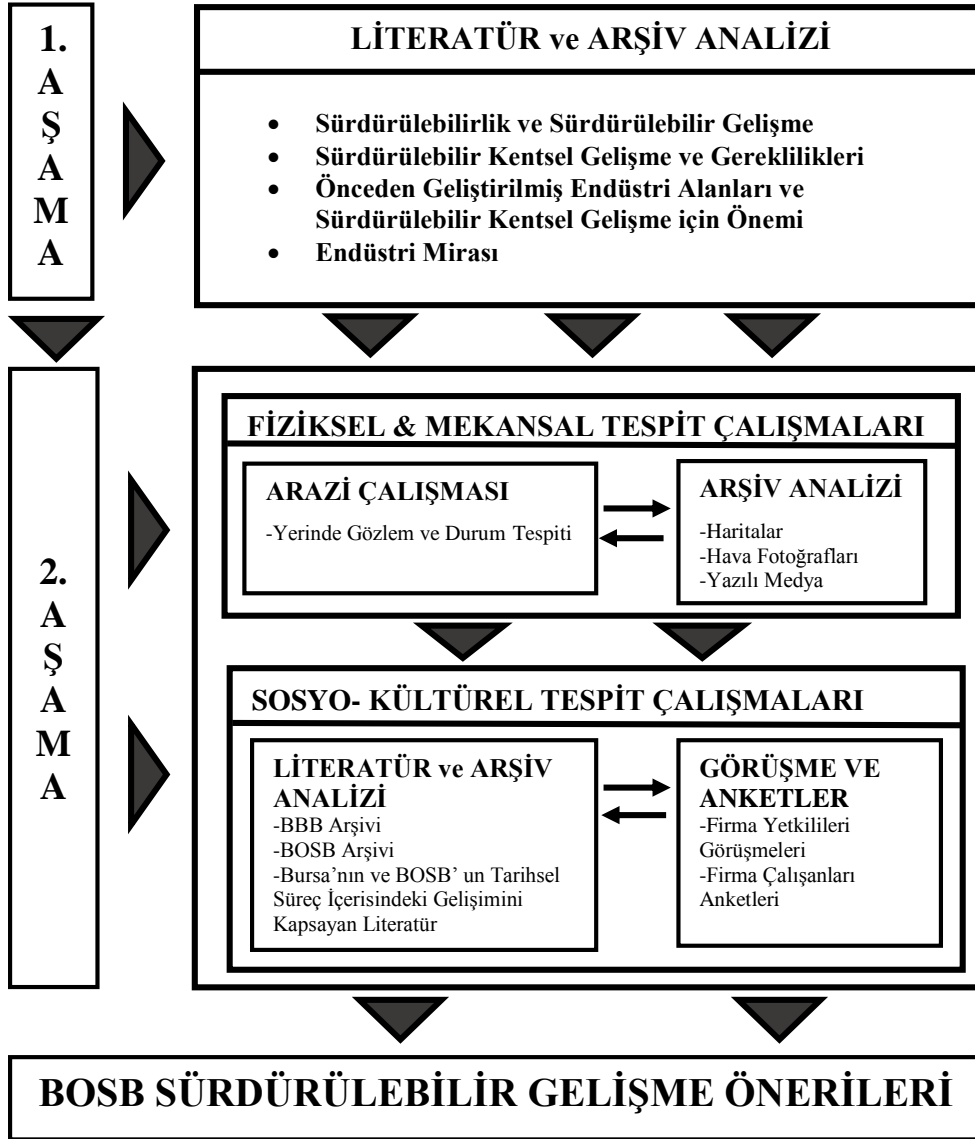 1.
A
Ş
A
M
A
LİTERATÜR ve ARŞİV ANALİZİ
• Sürdürülebilirlik ve Sürdürülebilir Gelişme
• Sürdürülebilir Kentsel Gelişme ve Gereklilikleri
• Önceden Geliştirilmiş Endüstri Alanları ve
Sürdürülebilir Kentsel Gelişme için Önemi
• Endüstri Mirası
2.
A
Ş
A
M
A
FİZİKSEL & MEKANSAL TESPİT ÇALIŞMALARI
ARAZİ ÇALIŞMASI
-Yerinde Gözlem ve Durum Tespiti
ARŞİV ANALİZİ
-Haritalar
-Hava Fotoğrafları
-Yazılı Medya
SOSYO- KÜLTÜREL TESPİT ÇALIŞMALARI
LİTERATÜR ve ARŞİV
ANALİZİ
-BBB Arşivi
-BOSB Arşivi
-Bursa’nın ve BOSB’ un Tarihsel
Süreç İçerisindeki Gelişimini
Kapsayan Literatür
GÖRÜŞME VE
ANKETLER
-Firma Yetkilileri
Görüşmeleri
-Firma Çalışanları
Anketleri
BOSB SÜRDÜRÜLEBİLİR GELİŞME ÖNERİLERİ